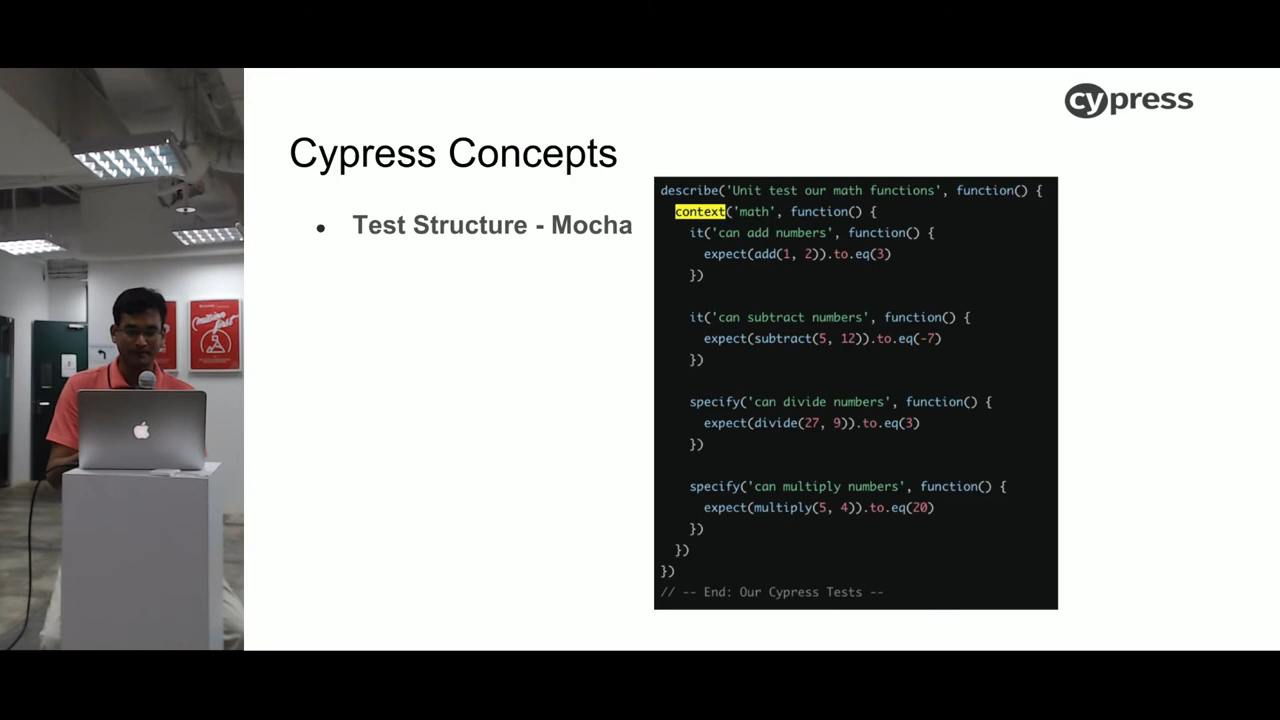 cypress
Cypress Concepts
● Test Structure - Mocha
describe('Unit test our math functions', function() {
  context('math', function() {
    it('can add numbers', function() {
      expect(add(1, 2)).to.eq(3)
    })

    it('can subtract numbers', function() {
      expect(subtract(5, 12)).to.eq(-7)
    })

    specify('can divide numbers', function() {
      expect(divide(27, 9)).to.eq(3)
    })

    specify('can multiply numbers', function() {
      expect(multiply(5, 4)).to.eq(20)
    })
  })
})
// -- End: Our Cypress Tests --